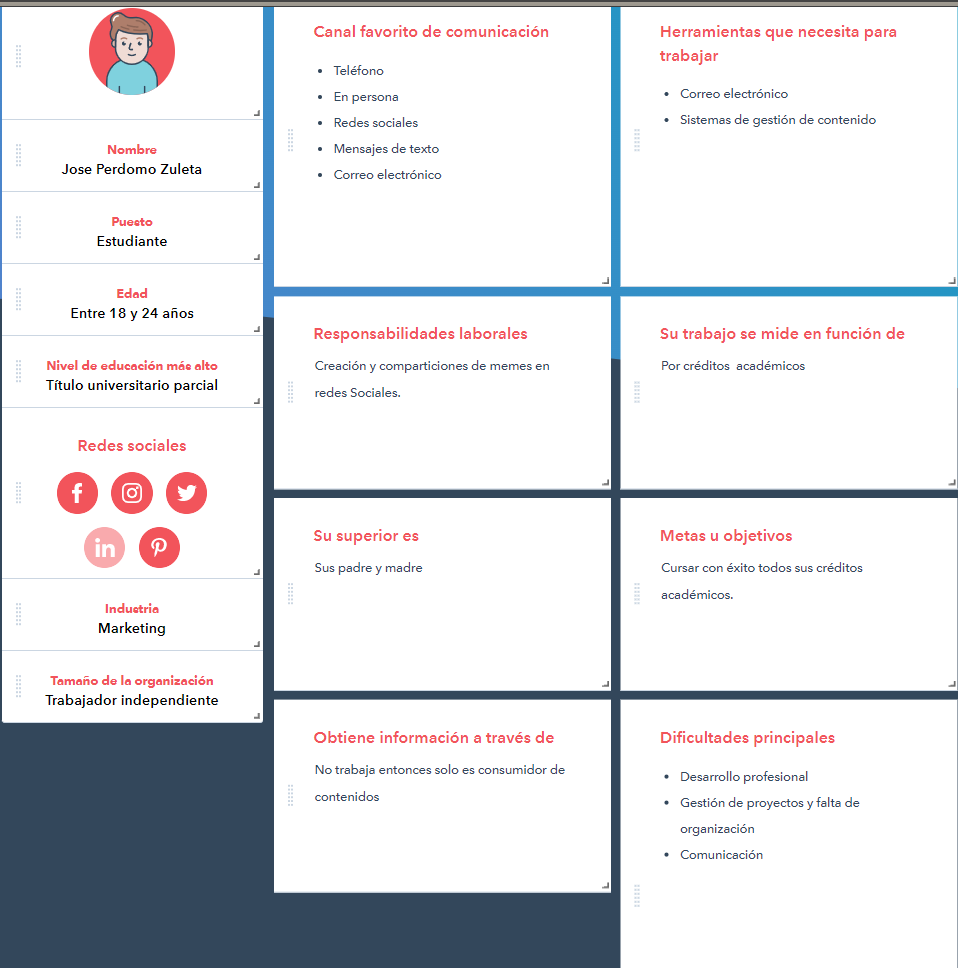 Nombre
Jose Perdomo Zuleta
Puesto
Estudiante
Edad
Entre 18 y 24 años
Nivel de educación más alto
Título universitario parcial
Redes sociales
f
in
Industria
Marketing
Tamaño de la organización
Trabajador independiente
Canal favorito de comunicación
• Teléfono
• En persona
• Redes sociales
• Mensajes de texto
• Correo electrónico
Herramientas que necesita para
trabajar
• Correo electrónico
• Sistemas de gestión de contenido
Responsabilidades laborales
Creación y comparticiones de memes en
redes Sociales.
Su trabajo se mide en función de
Por créditos académicos
Su superior es
Sus padre y madre
Metas u objetivos
Cursar con éxito todos sus créditos
académicos.
Obtiene información a través de
No trabaja entonces solo es consumidor de
contenidos
Dificultades principales
• Desarrollo profesional
• Gestión de proyectos y falta de
organización
• Comunicación